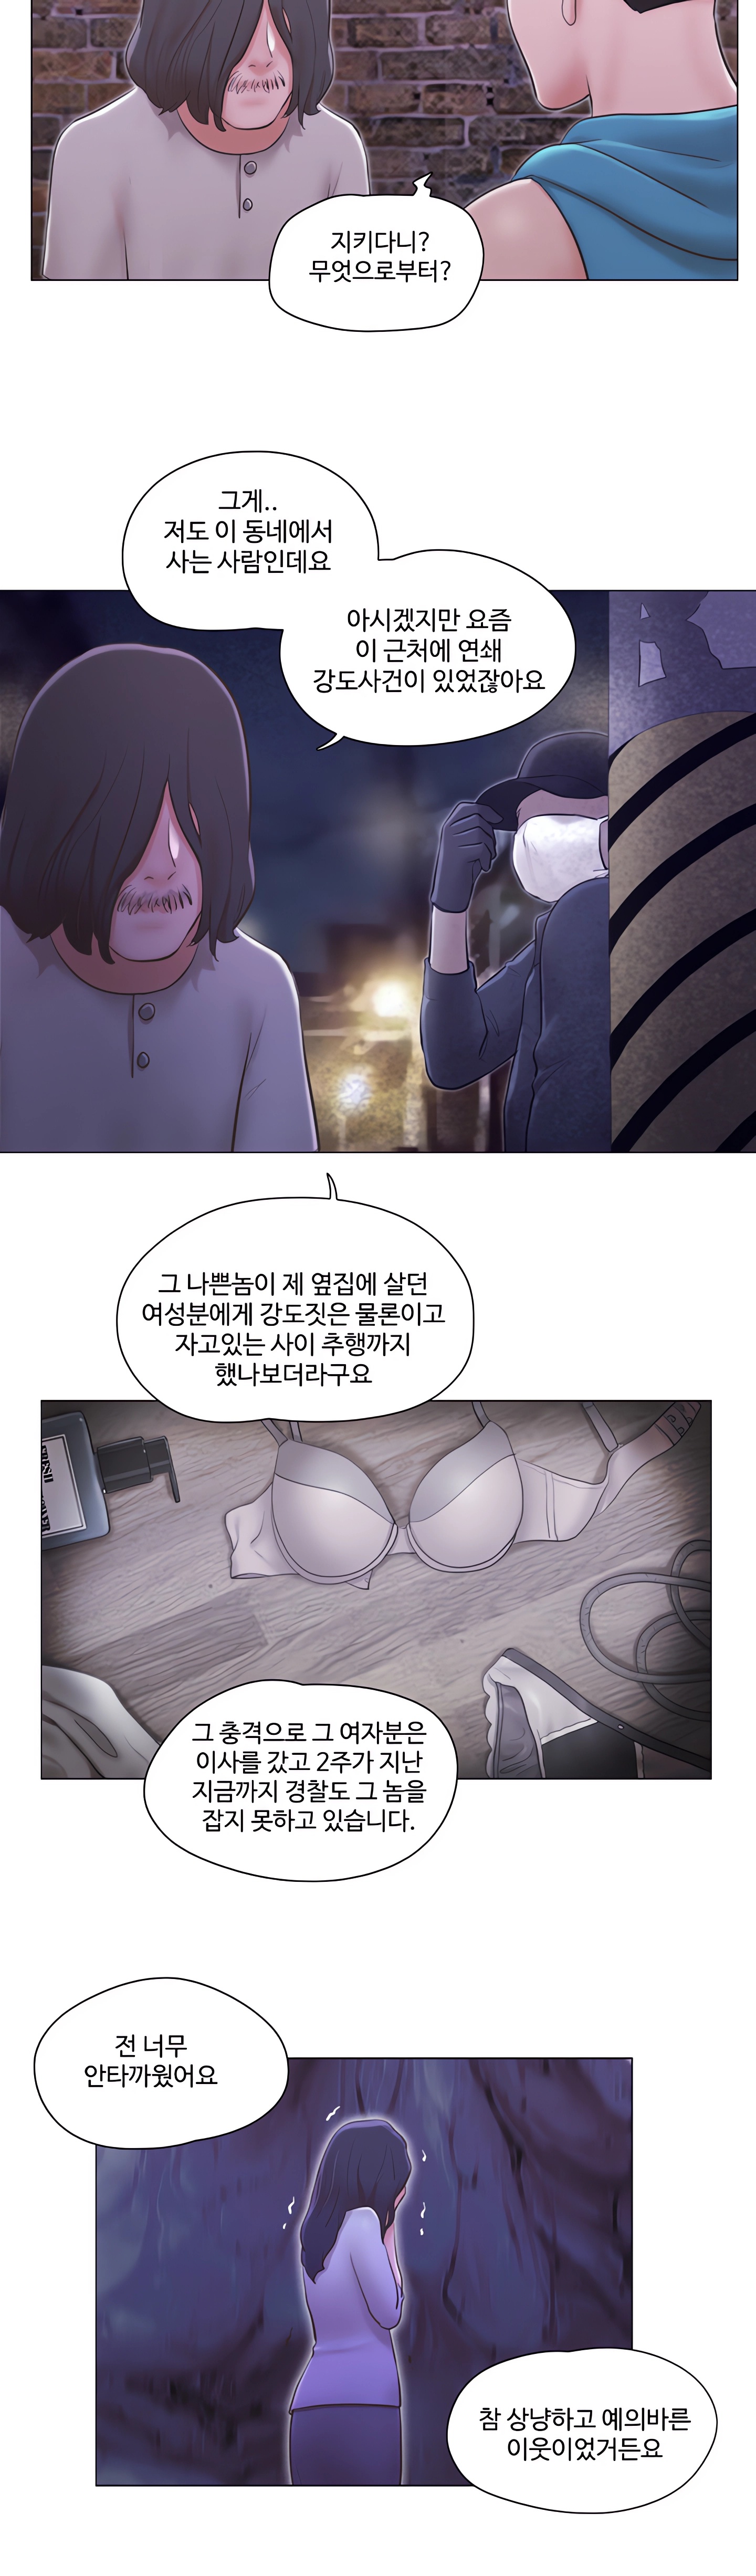 지키다니?
무엇으로부터?
그게..
저도 이 동네에서
사는 사람인데요
아시겠지만 요즘
이 근처에 연쇄
강도사건이 있었잖아요
그 나쁜놈이 제 옆집에 살던
여성분에게 강도짓은 물론이고
자고있는 사이 추행까지
했나보더라구요
그 충격으로 그 여자분은
이사를 갔고 2주가 지난
지금까지 경찰도 그 놈을
잡지 못하고 있습니다.
전 너무
안타까웠어요
참 상냥하고 예의바른
이웃이었거든요